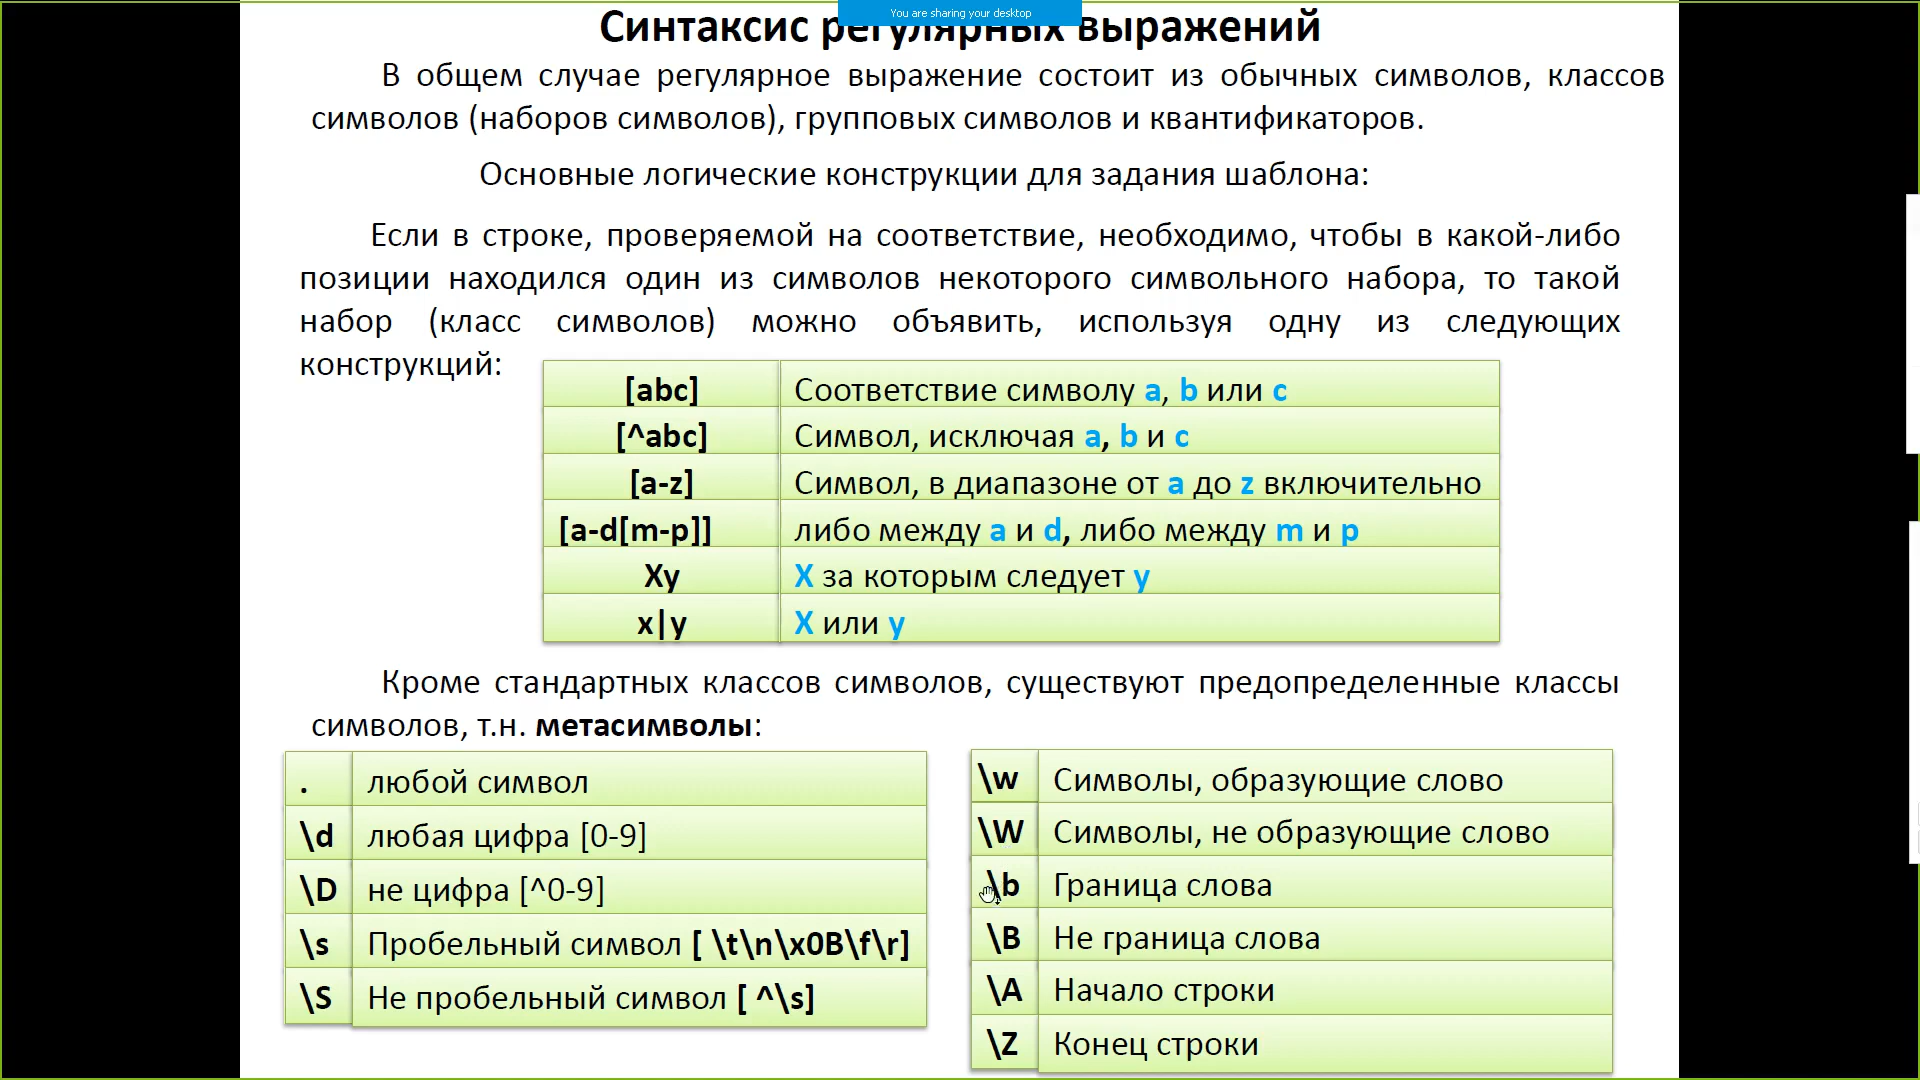 You are sharing your desktop
Синтаксис регулярных выражений
В общем случае регулярное выражение состоит из обычных символов, классов
символов (наборов символов), групповых символов и квантификаторов.
Основные логические конструкции для задания шаблона:
Если в строке, проверяемой на соответствие, необходимо, чтобы в какой-либо
позиции находился один из символов некоторого символьного набора, то такой
набор (класс символов) можно объявить, используя одну из следующих
конструкций:
[abc] Соответствие символу a, b или c
[^abc] Символ, исключая a, b и c
[a-z] Символ, в диапазоне от a до z включительно
[a-d[m-p]] либо между a и d, либо между m и p
Xy X за которым следует y
x|y X или y
Кроме стандартных классов символов, существуют предопределенные классы
символов, т.н. метасимволы:
. любой символ
\d любая цифра [0-9]
\D не цифра [^0-9]
\s Пробельный символ [ \t\n\x0B\f\r]
\S Не пробельный символ [ ^\s]
\w Символы, образующие слово
\W Символы, не образующие слово
\b Граница слова
\B Не граница слова
\A Начало строки
\Z Конец строки